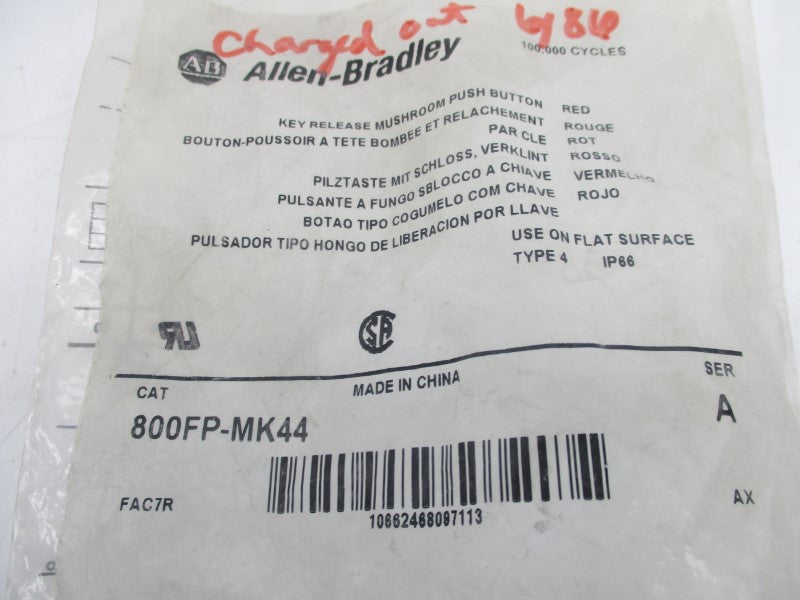 Charged out
100,000 CYCLES
AB Allen-Bradley
KEY RELEASE MUSHROOM PUSH BUTTON RED
BOUTON-POUSSOIR A TETE BOMBEE ET RELACHEMENT ROUGE
PAR CLE ROT
PILZTASTE MIT SCHLOSS, VERKLINT ROSSO
PULSANTE A FUNGO SBLOCCO A CHIAVE VERMELHO
BOTAO TIPO COGUMELO COM CHAVE ROJO
PULSADOR TIPO HONGO DE LIBERACION POR LLAVE
USE ON FLAT SURFACE
TYPE 4 IP66
CAT MADE IN CHINA SER
800FP-MK44 A
FAC7R AX
10662468097113